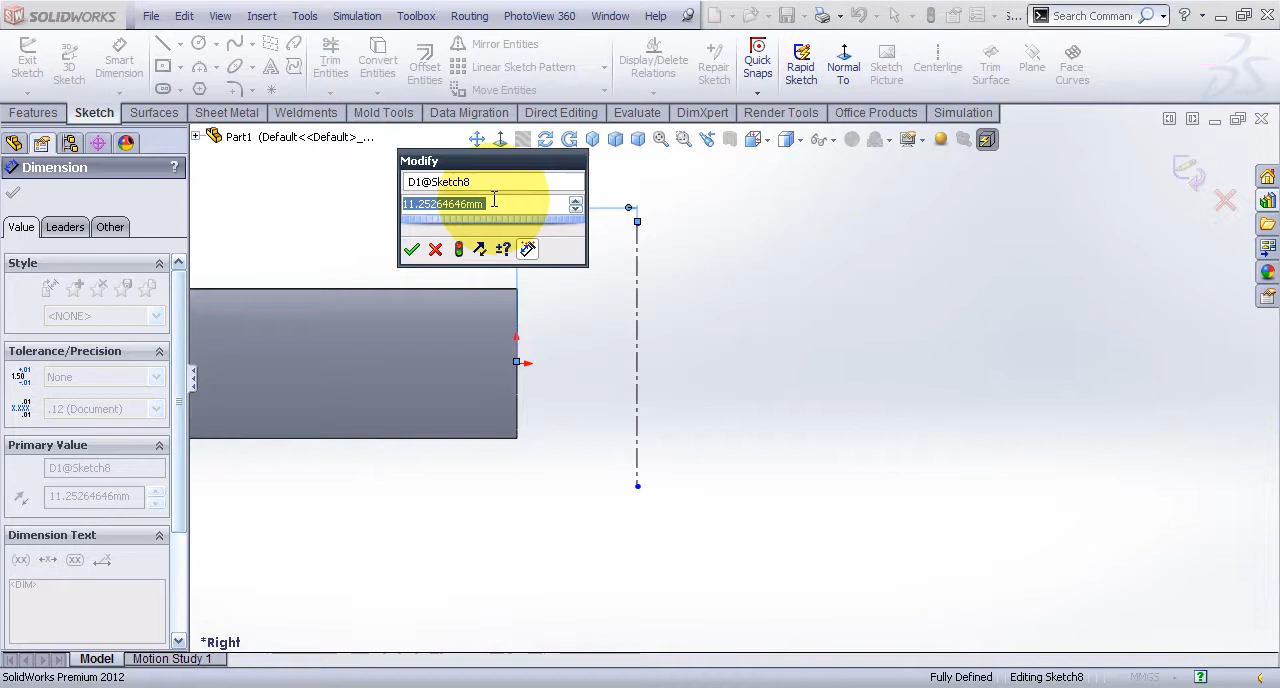 SOLIDWORKS File Edit View Insert Tools Simulation Toolbox Routing PhotoView 360 Window Help S... Search Comman
Exit Sketch
3D Sketch
Smart Dimension
Trim Entities
Convert Entities
Offset Entities
Mirror Entities
Linear Sketch Pattern
Move Entities
Display/Delete Relations
Repair Sketch
Quick Snaps
Rapid Sketch
Normal To
Sketch Picture
Centerline
Trim Surface
Plane
Face Curves
Features Sketch Surfaces Sheet Metal Weldments Mold Tools Data Migration Direct Editing Evaluate DimXpert Render Tools Office Products Simulation
Part1 (Default<<Default>_...
Dimension ?
Value Leaders Other
Style
<NONE>
Tolerance/Precision
None
.12 (Document)
Primary Value
D1@Sketch8
11.25264646mm
Dimension Text
<DIM>
Modify
D1@Sketch8
11.25264646mm
*Right
Model Motion Study 1
SolidWorks Premium 2012 Fully Defined Editing Sketch8 MMGS